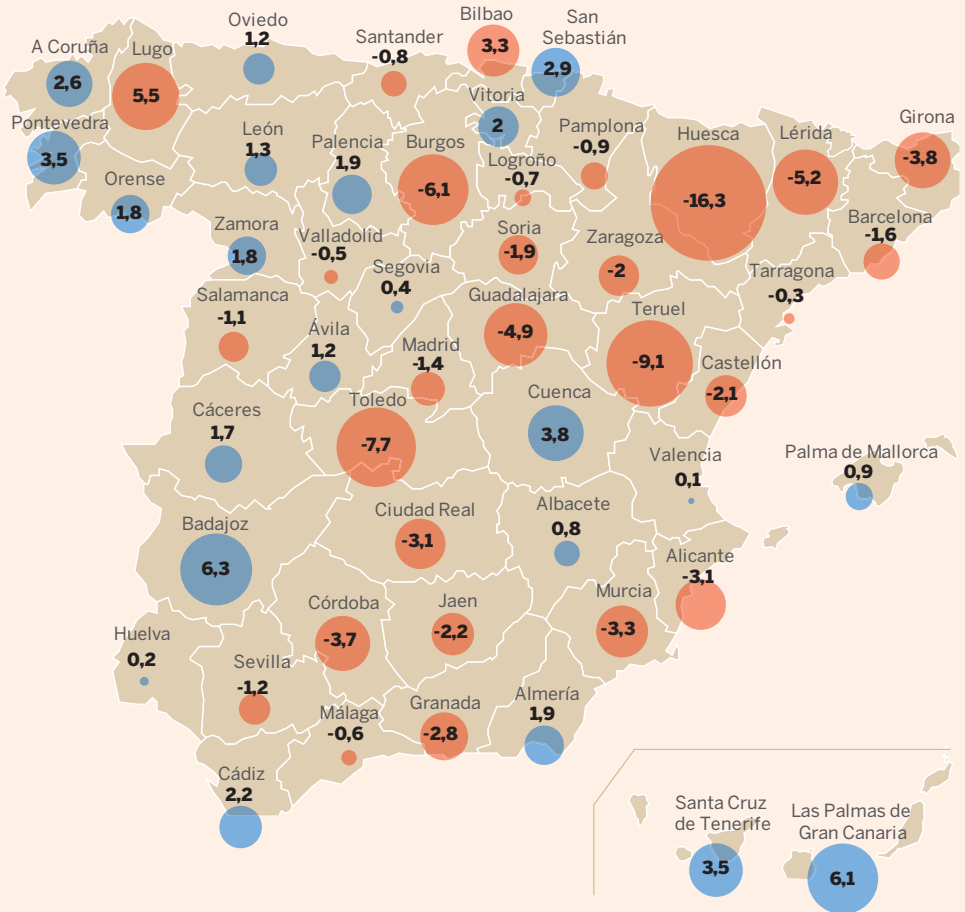 Oviedo
1,2
Bilbao
3,3
San
Sebastián
2,9
A Coruña
2,6
Lugo
5,5
Santander
-0,8
Vitoria
2
Pontevedra
3,5
León
1,3
Palencia
1,9
Burgos
-6,1
Logroño
-0,7
Pamplona
-0,9
Huesca
-16,3
Lérida
-5,2
Girona
-3,8
Orense
1,8
Zamora
1,8
Valladolid
-0,5
Segovia
0,4
Soria
-1,9
Zaragoza
-2
Barcelona
-1,6
Tarragona
-0,3
Salamanca
-1,1
Ávila
1,2
Madrid
-1,4
Guadalajara
-4,9
Teruel
-9,1
Castellón
-2,1
Cáceres
1,7
Toledo
-7,7
Cuenca
3,8
Valencia
0,1
Palma de Mallorca
0,9
Badajoz
6,3
Ciudad Real
-3,1
Albacete
0,8
Alicante
-3,1
Huelva
0,2
Sevilla
-1,2
Córdoba
-3,7
Jaen
-2,2
Murcia
-3,3
Málaga
-0,6
Granada
-2,8
Almería
1,9
Cádiz
2,2
Santa Cruz
de Tenerife
3,5
Las Palmas de
Gran Canaria
6,1